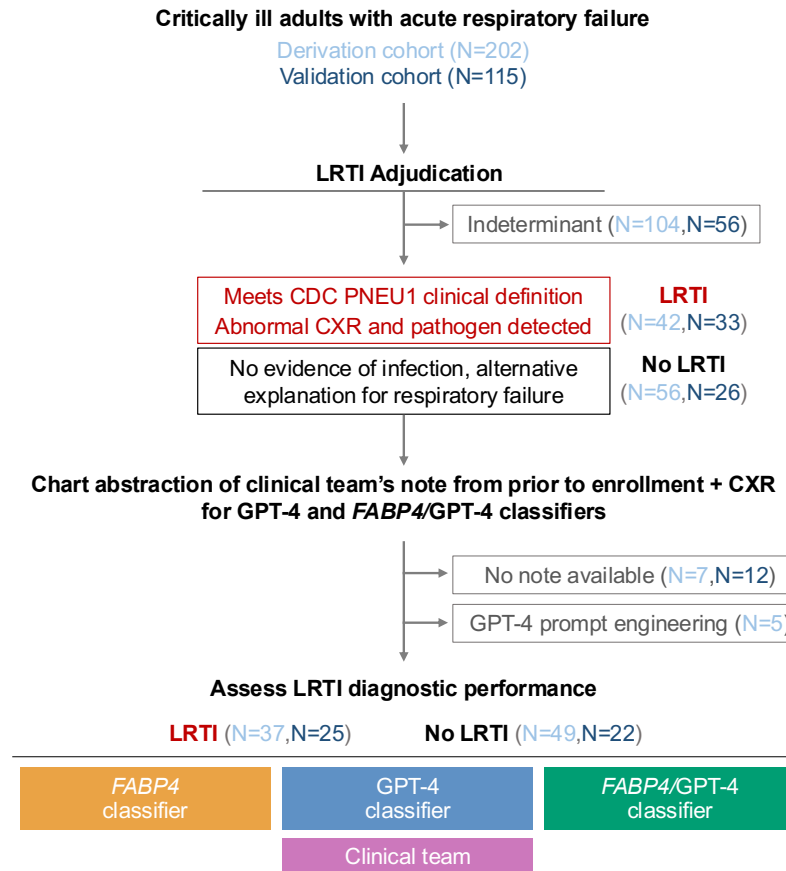 Critically ill adults with acute respiratory failure
Derivation cohort (N=202)
Validation cohort (N=115)
LRTI Adjudication
Indeterminant (N=104,N=56)
Meets CDC PNEU1 clinical definition
Abnormal CXR and pathogen detected
LRTI
(N=42,N=33)
No evidence of infection, alternative
explanation for respiratory failure
No LRTI
(N=56,N=26)
Chart abstraction of clinical team’s note from prior to enrollment + CXR
for GPT-4 and FABP4/GPT-4 classifiers
No note available (N=7,N=12)
GPT-4 prompt engineering (N=5)
Assess LRTI diagnostic performance
LRTI (N=37,N=25)
No LRTI (N=49,N=22)
FABP4
classifier
GPT-4
classifier
FABP4/GPT-4
classifier
Clinical team